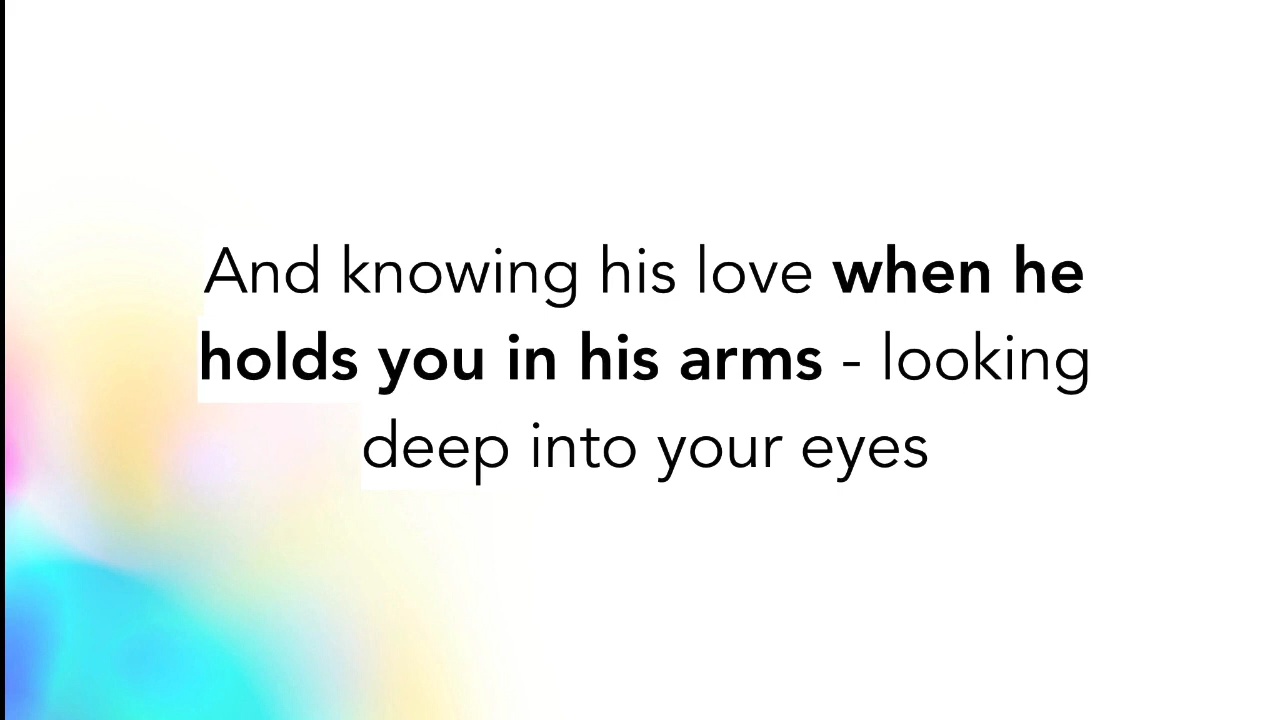 And knowing his love when he
holds you in his arms - looking
deep into your eyes